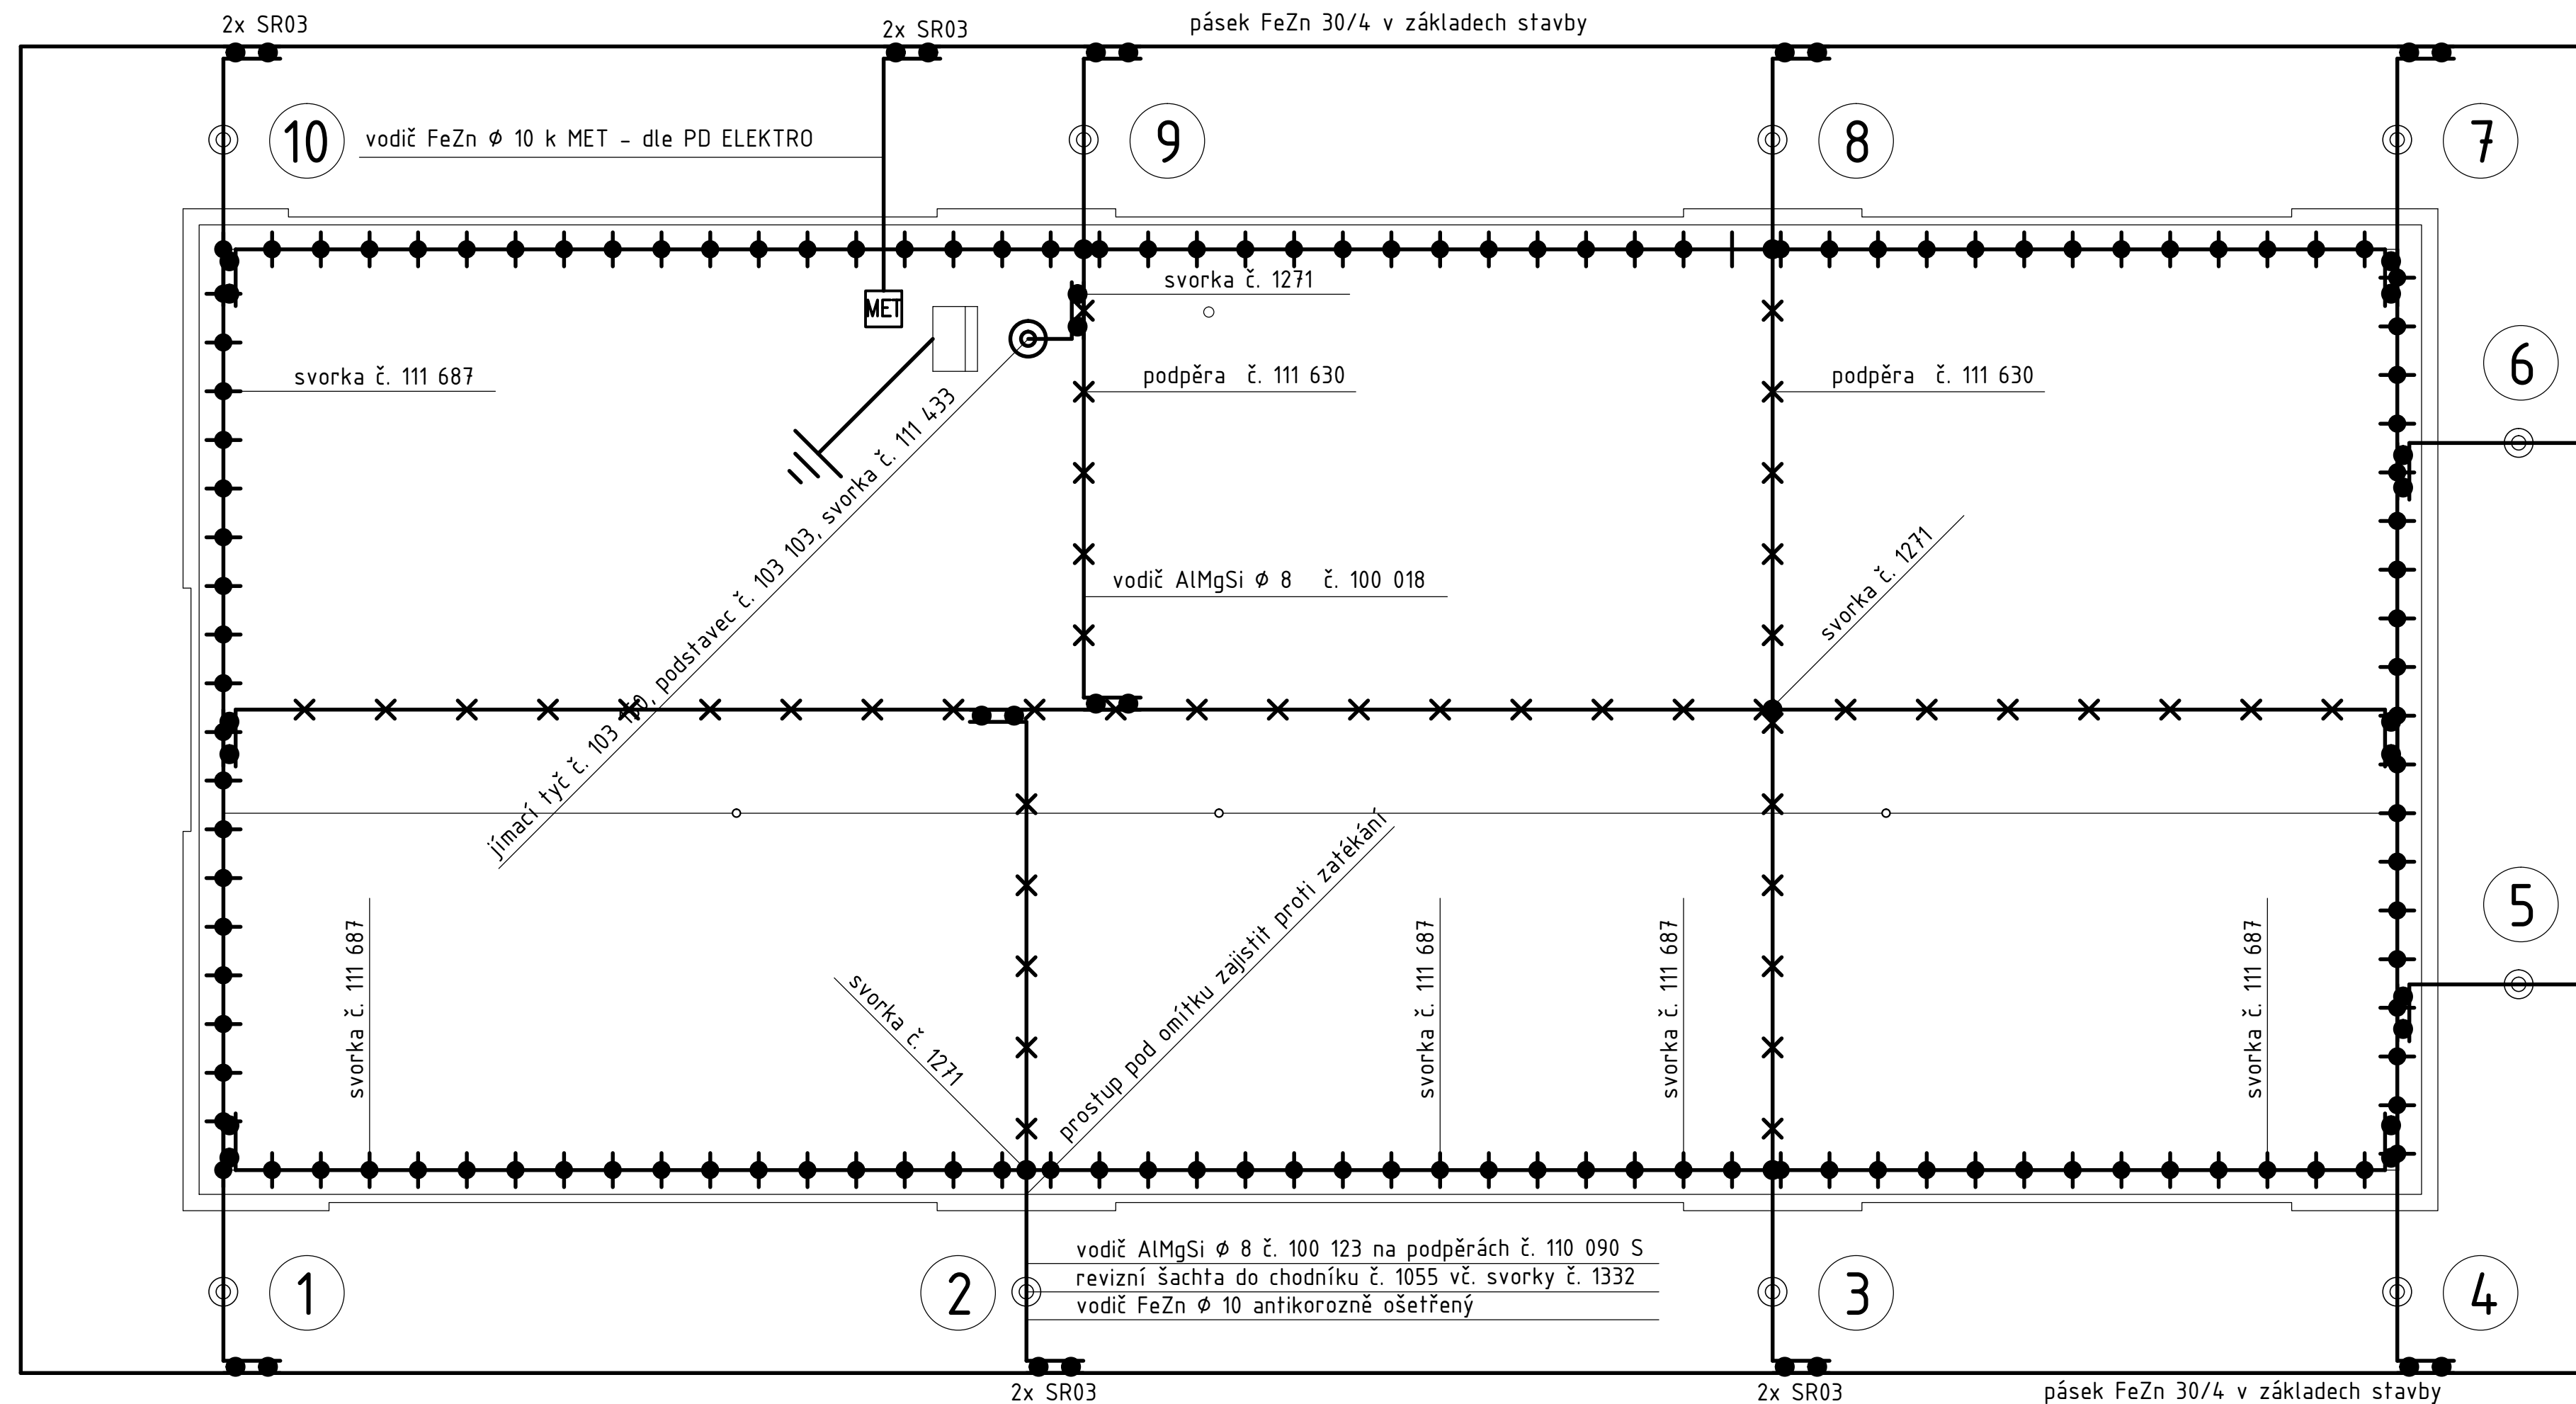 2x SR03
2x SR03
pásek FeZn 30/4 v základech stavby
10
vodič FeZn Ø 10 k MET - dle PD ELEKTRO
9
8
7
svorka č. 1271
MET
svorka č. 111 687
podpěra č. 111 630
podpěra č. 111 630
6
jímací tyč č. 103 , podstavec č. 103 103, svorka č. 111 433
svorka č. 1271
vodič AlMgSi Ø 8 č. 100 018
5
svorka č. 111 687
svorka č. 1271
prostup pod omítku zajistit proti zatékání
svorka č. 111 687
svorka č. 111 687
svorka č. 111 687
1
2
vodič AlMgSi Ø 8 č. 100 123 na podpěrách č. 110 090 S
revizní šachta do chodníku č. 1055 vč. svorky č. 1332
vodič FeZn Ø 10 antikorozně ošetřený
3
4
2x SR03
2x SR03
pásek FeZn 30/4 v základech stavby